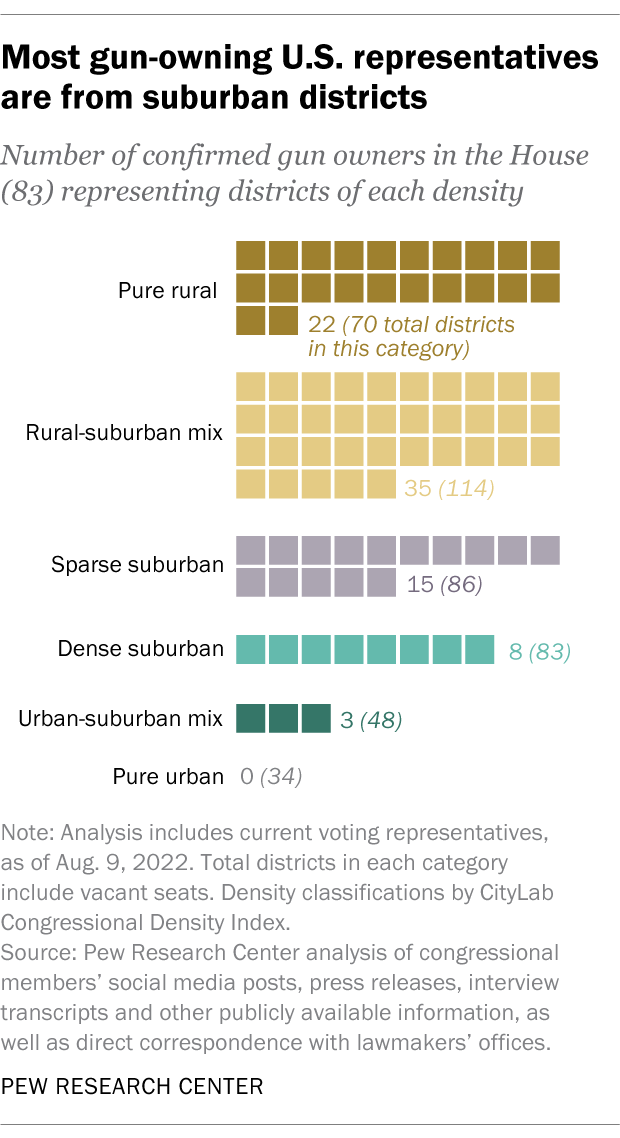 Most gun-owning U.S. representatives
are from suburban districts
Number of confirmed gun owners in the House
(83) representing districts of each density
Pure rural
22 (70 total districts
in this category)
Rural-suburban mix
35 (114)
Sparse suburban
15 (86)
Dense suburban
8 (83)
Urban-suburban mix
3 (48)
Pure urban
0 (34)
Note: Analysis includes current voting representatives,
as of Aug. 9, 2022. Total districts in each category
include vacant seats. Density classifications by CityLab
Congressional Density Index.
Source: Pew Research Center analysis of congressional
members’ social media posts, press releases, interview
transcripts and other publicly available information, as
well as direct correspondence with lawmakers’ offices.
PEW RESEARCH CENTER